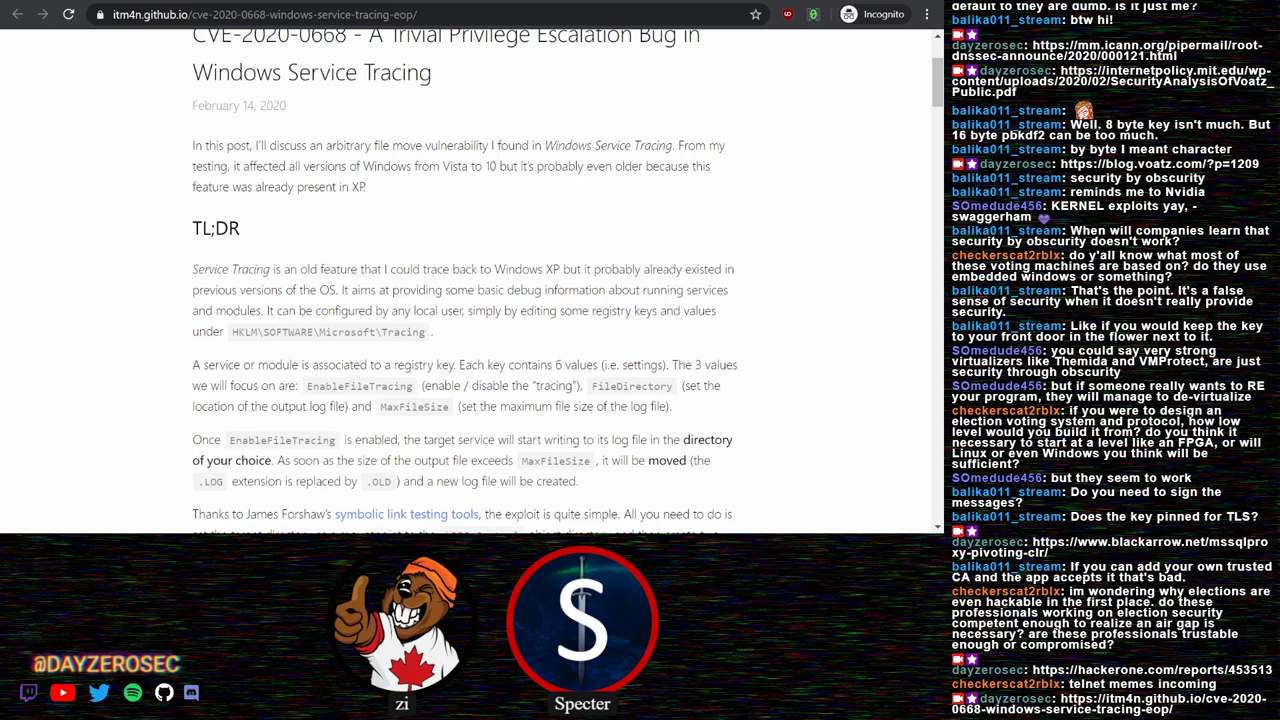 itm4n.github.io/cve-2020-0668-windows-service-tracing-eop/
Incognito
CVE-2020-0668 - A Trivial Privilege Escalation Bug in
Windows Service Tracing
February 14, 2020
In this post, I'll discuss an arbitrary file move vulnerability I found in Windows Service Tracing. From my
testing, it affected all versions of Windows from Vista to 10 but it's probably even older because this
feature was already present in XP.
TL;DR
Service Tracing is an old feature that I could trace back to Windows XP but it probably already existed in
previous versions of the OS. It aims at providing some basic debug information about running services
and modules. It can be configured by any local user, simply by editing some registry keys and values
under HKLM\SOFTWARE\Microsoft\Tracing .
A service or module is associated to a registry key. Each key contains 6 values (i.e. settings). The 3 values
we will focus on are: EnableFileTracing (enable / disable the "tracing"), FileDirectory (set the
location of the output log file) and MaxFileSize (set the maximum file size of the log file).
Once EnableFileTracing is enabled, the target service will start writing to its log file in the directory
of your choice. As soon as the size of the output file exceeds MaxFileSize , it will be moved (the
.LOG extension is replaced by .OLD ) and a new log file will be created.
Thanks to James Forshaw's symbolic link testing tools, the exploit is quite simple. All you need to do is
default to they are dumb. Is it just me?
balika011_stream: btw hi!
dayzerosec: https://mm.icann.org/pipermail/root-
dnssec-announce/2020/000121.html
dayzerosec: https://internetpolicy.mit.edu/wp-
content/uploads/2020/02/SecurityAnalysisOfVoatz_
Public.pdf
balika011_stream:
balika011_stream: Well. 8 byte key isn't much. But
16 byte pbkdf2 can be too much.
balika011_stream: by byte I meant character
dayzerosec: https://blog.voatz.com/?p=1209
balika011_stream: security by obscurity
balika011_stream: reminds me to Nvidia
SOmedude456: KERNEL exploits yay, -
swaggerham
balika011_stream: When will companies learn that
security by obscurity doesn't work?
checkerscat2rblx: do y'all know what most
of these voting machines are based on? do they use
embedded windows or something?
balika011_stream: That's the point. It's a false
sense of security when it doesn't really provide
security.
balika011_stream: Like if you would keep the key
to your front door in the flower next to it.
SOmedude456: you could say very strong
virtualizers like Themida and VMProtect, are just
security through obscurity
SOmedude456: but if someone really wants to RE
your program, they will manage to de-virtualize
checkerscat2rblx: if you were to design an
election voting system and protocol, how low
level would you build it from? do you think it
necessary to start at a level like an FPGA, or will
Linux or even Windows you think will be
sufficient?
SOmedude456: but they seem to work
balika011_stream: Do you need to sign the
messages?
balika011_stream: Does the key pinned for TLS?
dayzerosec: https://www.blackarrow.net/mssqlpro
xy-pivoting-clr/
balika011_stream: If you can add your own trusted
CA and the app accepts it that's bad.
checkerscat2rblx: im wondering why elections
are even hackable in the first place. do these
professionals working on election security
competent enough to realize an air gap is
necessary? are these professionals trustable
enough or compromised?
dayzerosec: https://hackerone.com/reports/453513
checkerscat2rblx: telnet memes incoming
dayzerosec: https://itm4n.github.io/cve-2020-
0668-windows-service-tracing-eop/
@DAYZEROSEC
S
zi
Specter